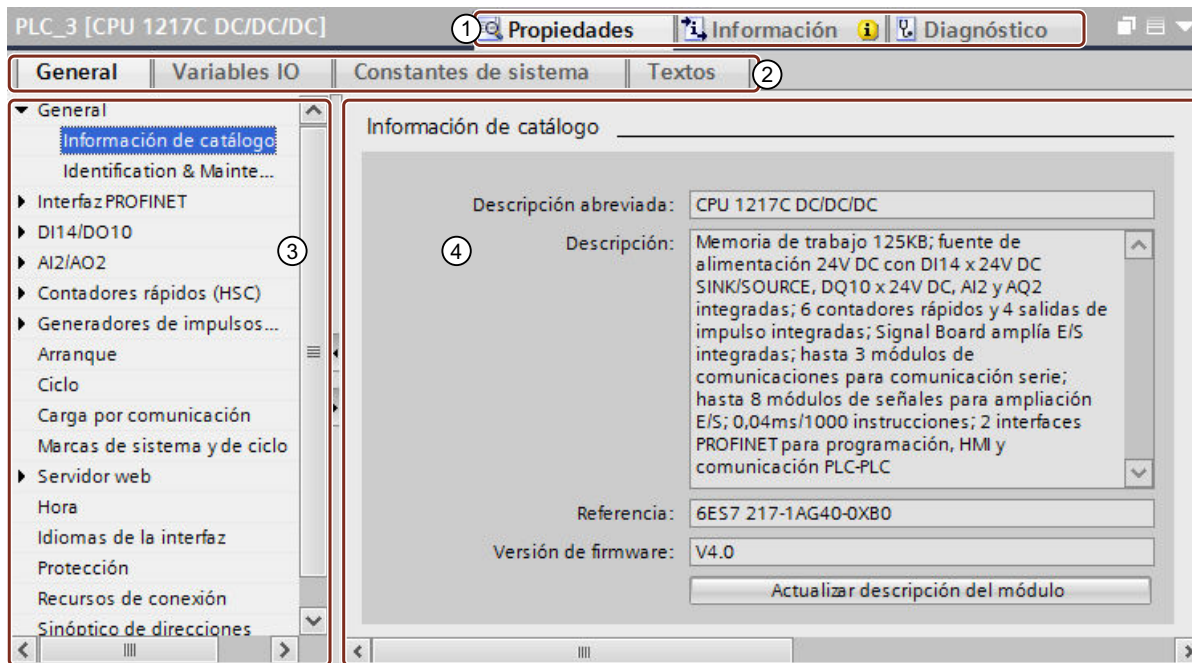 PLC_3 [CPU 1217C DC/DC/DC]
1 Propiedades Información Diagnóstico
General Variables IO Constantes de sistema Textos 2
General
Información de catálogo
Identification & Mainte...
Interfaz PROFINET
DI14/DO10
AI2/AO2
3
Contadores rápidos (HSC)
Generadores de impulsos...
Arranque
Ciclo
Carga por comunicación
Marcas de sistema y de ciclo
Servidor web
Hora
Idiomas de la interfaz
Protección
Recursos de conexión
Sinóptico de direcciones
Información de catálogo
4
Descripción abreviada: CPU 1217C DC/DC/DC
Descripción: Memoria de trabajo 125KB; fuente de
alimentación 24V DC con DI14 x 24V DC
SINK/SOURCE, DQ10 x 24V DC, AI2 y AQ2
integradas; 6 contadores rápidos y 4 salidas de
impulso integradas; Signal Board amplía E/S
integradas; hasta 3 módulos de
comunicaciones para comunicación serie;
hasta 8 módulos de señales para ampliación
E/S; 0,04ms/1000 instrucciones; 2 interfaces
PROFINET para programación, HMI y
comunicación PLC-PLC
Referencia: 6ES7 217-1AG40-0XB0
Versión de firmware: V4.0
Actualizar descripción del módulo